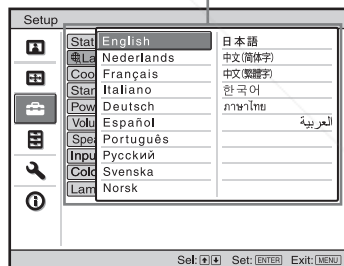 Setup
Stat
La
Coo
Stan
Pow
Volu
Spea
Inpu
Colo
Lam
English
Nederlands
Français
Italiano
Deutsch
Español
Português
Русский
Svenska
Norsk
日本語
中文(简体字)
中文(繁體字)
한국어
ภาษาไทย
العربية
Sel: Set: ENTER Exit: MENU